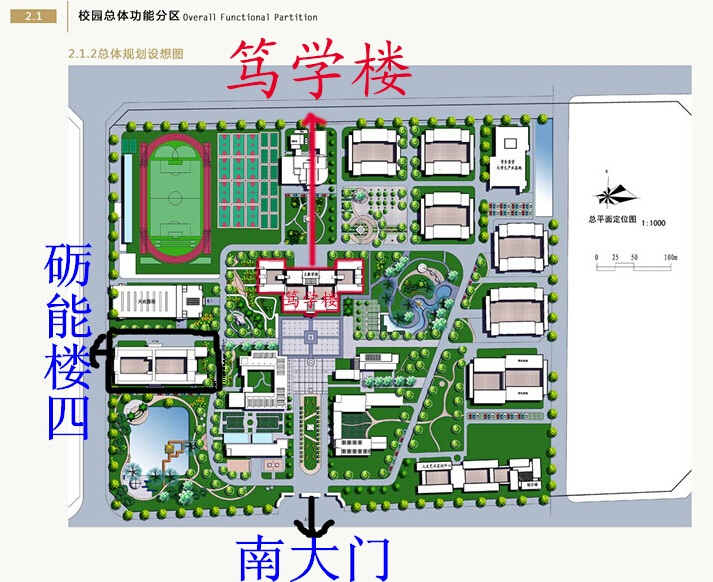 2.1 校园总体功能分区 Overall Functional Partition
2.1.2总体规划设想图
笃学楼
总平面定位图 1:1000
0 25 50 100m
笃学楼
砺能楼四
南大门